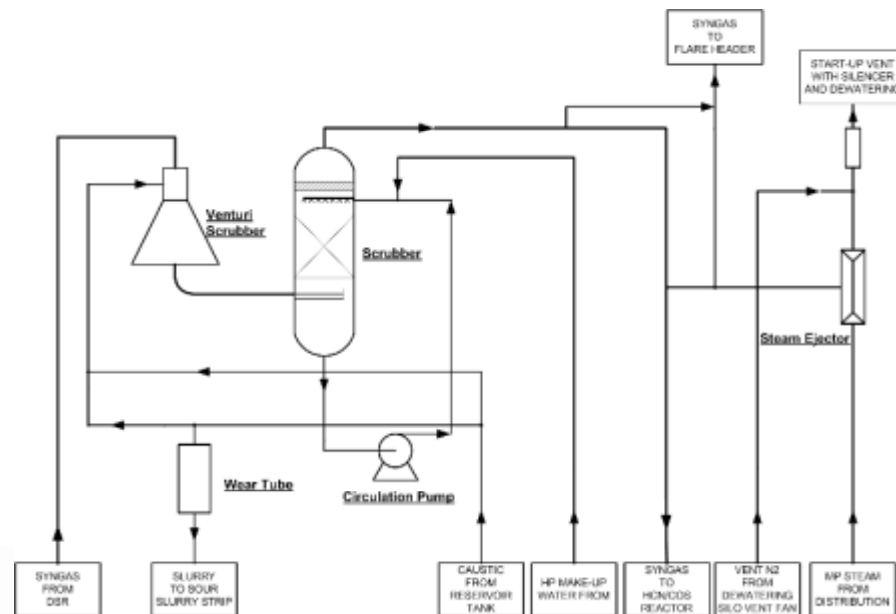 SYNGAS
TO
FLARE HEADER
START-UP VENT
WITH SILENCER
AND DEWATERING
Venturi
Scrubber
Scrubber
Steam Ejector
Wear Tube
Circulation Pump
SYNGAS
FROM
DSR
SLURRY
TO SOUR
SLURRY STRIP
CAUSTIC
FROM
RESERVOIR
TANK
HP MAKE-UP
WATER FROM
SYNGAS
TO
HCN/COS
REACTOR
VENT N2
FROM
DEWATERING
SILO VENT FAN
MP STEAM
FROM
DISTRIBUTION